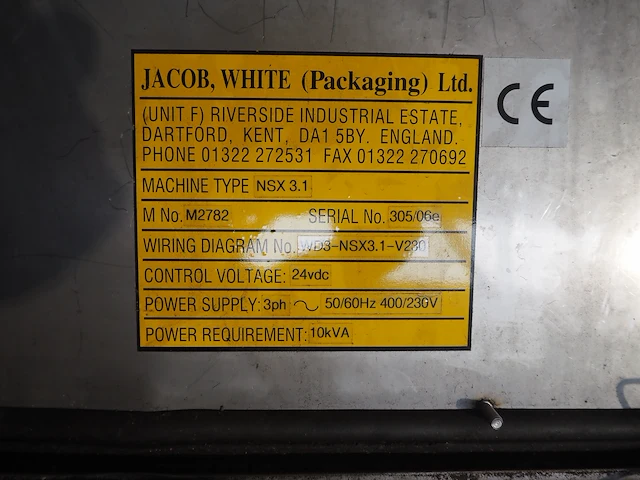 JACOB, WHITE (Packaging) Ltd.
CE
(UNIT F) RIVERSIDE INDUSTRIAL ESTATE,
DARTFORD, KENT, DA1 5BY. ENGLAND.
PHONE 01322 272531 FAX 01322 270692
MACHINE TYPE NSX 3.1
M No. M2782 SERIAL No. 305/06e
WIRING DIAGRAM No. WD3-NSX3.1-V230
CONTROL VOLTAGE: 24vdc
POWER SUPPLY: 3ph 50/60Hz 400/230V
POWER REQUIREMENT: 10kVA